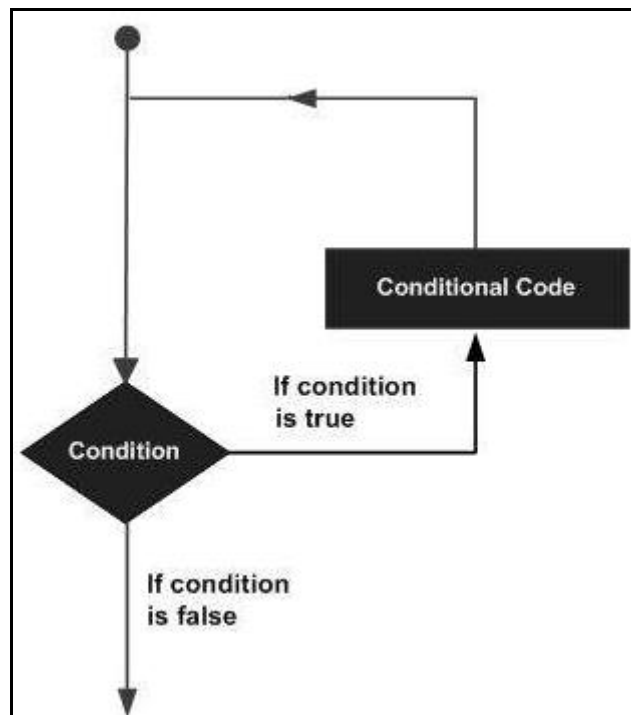 Conditional Code
If condition
is true
Condition
If condition
is false